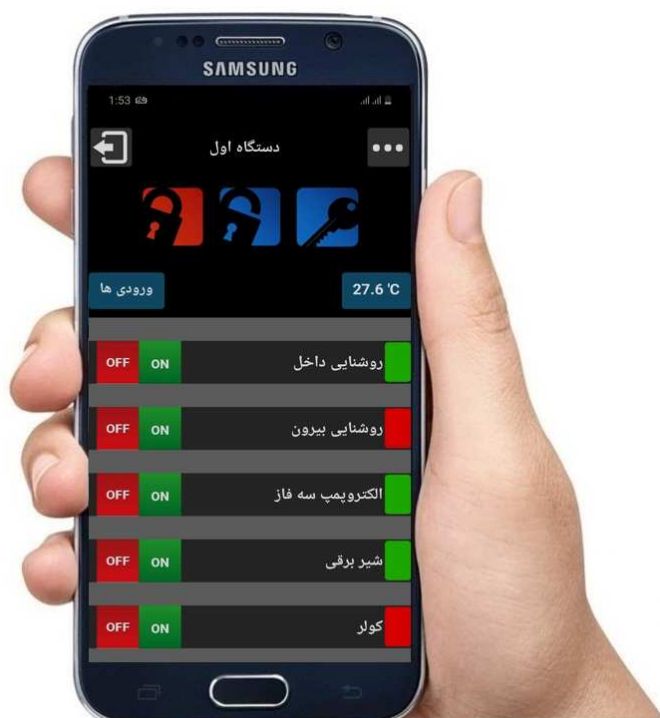 SAMSUNG
1:53
دستگاه اول
ورودی ها
27.6 'C
روشنایی داخل
ON
OFF
روشنایی بیرون
ON
OFF
الکتروپمپ سه فاز
ON
OFF
شیر برقی
ON
OFF
کولر
ON
OFF